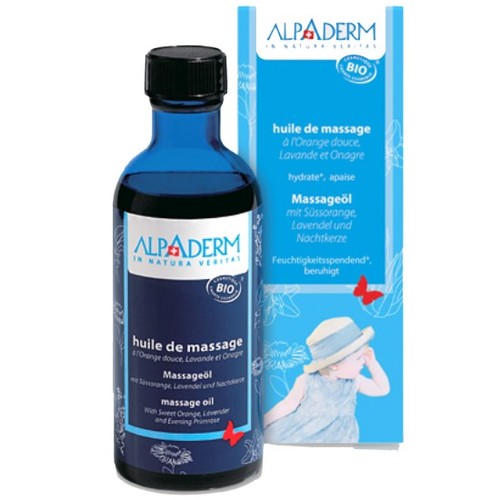 ALPADERM®
IN NATURA VERITAS
COSMETIQUE
BIO
huile de massage
à l'Orange douce,
Lavande et Onagre
hydrate*, apaise
Massageöl
mit Süssorange,
Lavendel und
Nachtkerze
Feuchtigkeitsspendend*,
beruhigt
ALPADERM
IN NATURA VERITAS
BIO
huile de massage
à l'Orange douce, Lavande et Onagre
Massageöl
mit Süssorange, Lavendel und Nachtkerze
massage oil
With Sweet Orange, Lavender
and Evening Primrose